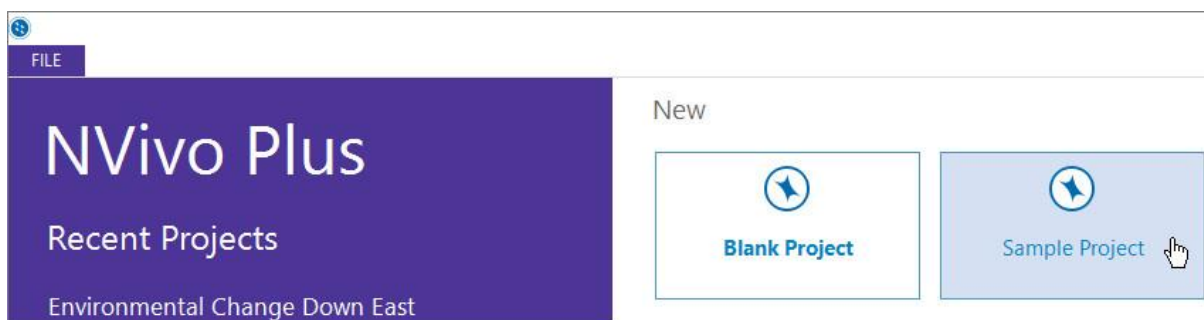 FILE
NVivo Plus
Recent Projects
Environmental Change Down East
New
Blank Project
Sample Project